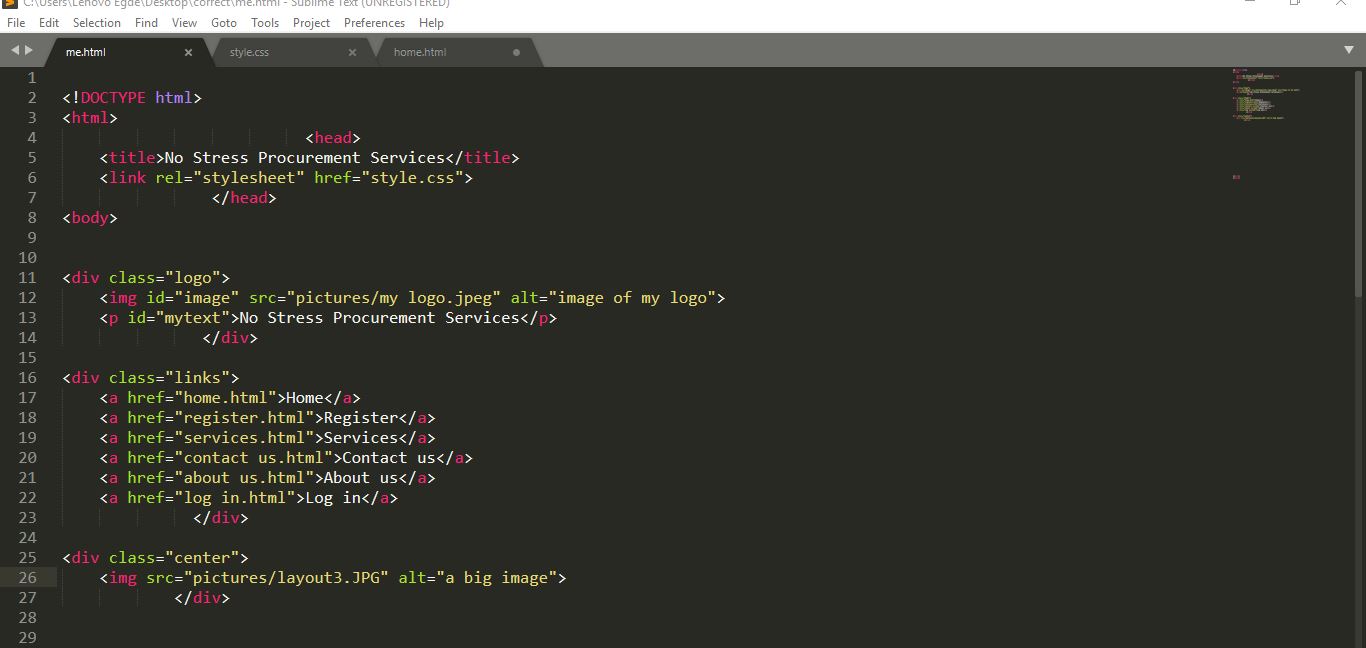 C:\Users\Lenovo Egde\Desktop\correct\me.html - Sublime Text (UNREGISTERED)
File Edit Selection Find View Goto Tools Project Preferences Help
me.html style.css home.html
1
2 <!DOCTYPE html>
3 <html>
4 <head>
5 <title>No Stress Procurement Services</title>
6 <link rel="stylesheet" href="style.css">
7 </head>
8 <body>
9
10
11 <div class="logo">
12 <img id="image" src="pictures/my logo.jpeg" alt="image of my logo">
13 <p id="mytext">No Stress Procurement Services</p>
14 </div>
15
16 <div class="links">
17 <a href="home.html">Home</a>
18 <a href="register.html">Register</a>
19 <a href="services.html">Services</a>
20 <a href="contact us.html">Contact us</a>
21 <a href="about us.html">About us</a>
22 <a href="log in.html">Log in</a>
23 </div>
24
25 <div class="center">
26 <img src="pictures/layout3.JPG" alt="a big image">
27 </div>
28
29